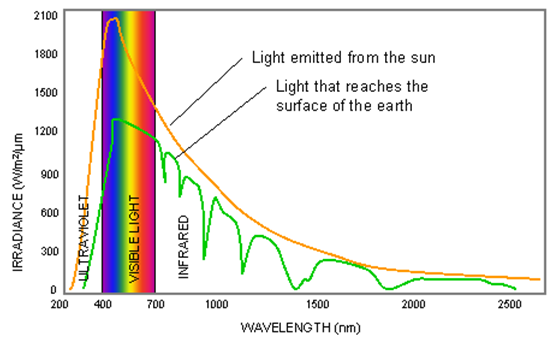 2100
1800
1500
1200
900
600
300
0
IRRADIANCE (W/m²/µm)
Light emitted from the sun
Light that reaches the
surface of the earth
ULTRAVIOLET
VISIBLE LIGHT
INFRARED
200 400 700 1000 1500 2000 2500
WAVELENGTH (nm)